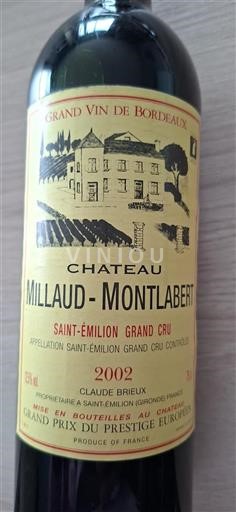 GRAND VIN DE BORDEAUX
VINIOU
CHATEAU
MILLAUD-MONTLABERT
SAINT-ÉMILION GRAND CRU
APPELLATION SAINT-ÉMILION GRAND CRU CONTRÔLÉE
2002
CLAUDE BRIEUX
PROPRIETAIRE A SAINT-ÉMILION (GIRONDE) FRANCE
MISE EN BOUTEILLES AU CHATEAU
GRAND PRIX DU PRESTIGE EUROPÉEN
PRODUCE OF FRANCE